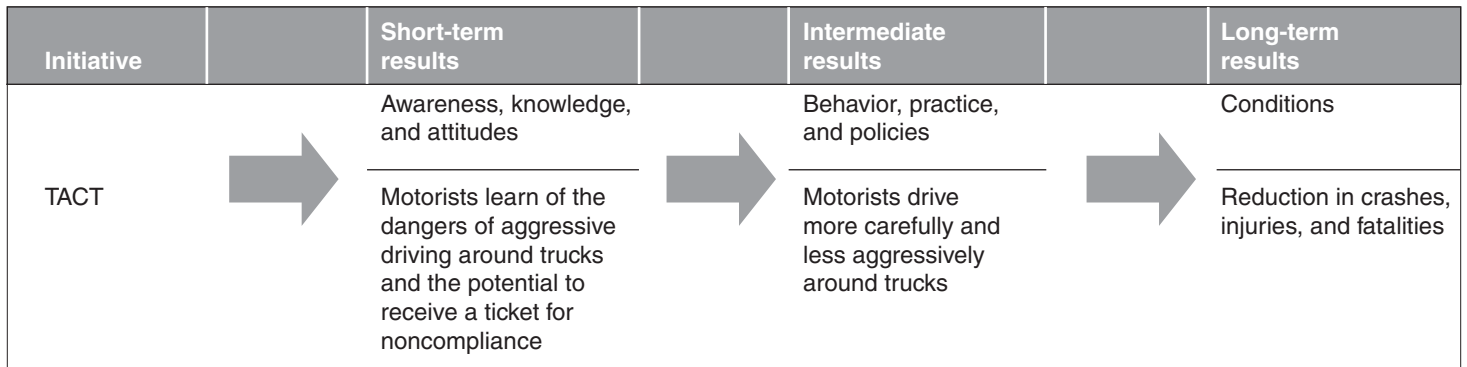 Initiative
Short-term
results
Intermediate
results
Long-term
results
TACT
Awareness, knowledge,
and attitudes
Motorists learn of the
dangers of aggressive
driving around trucks
and the potential to
receive a ticket for
noncompliance
Behavior, practice,
and policies
Motorists drive
more carefully and
less aggressively
around trucks
Conditions
Reduction in crashes,
injuries, and fatalities